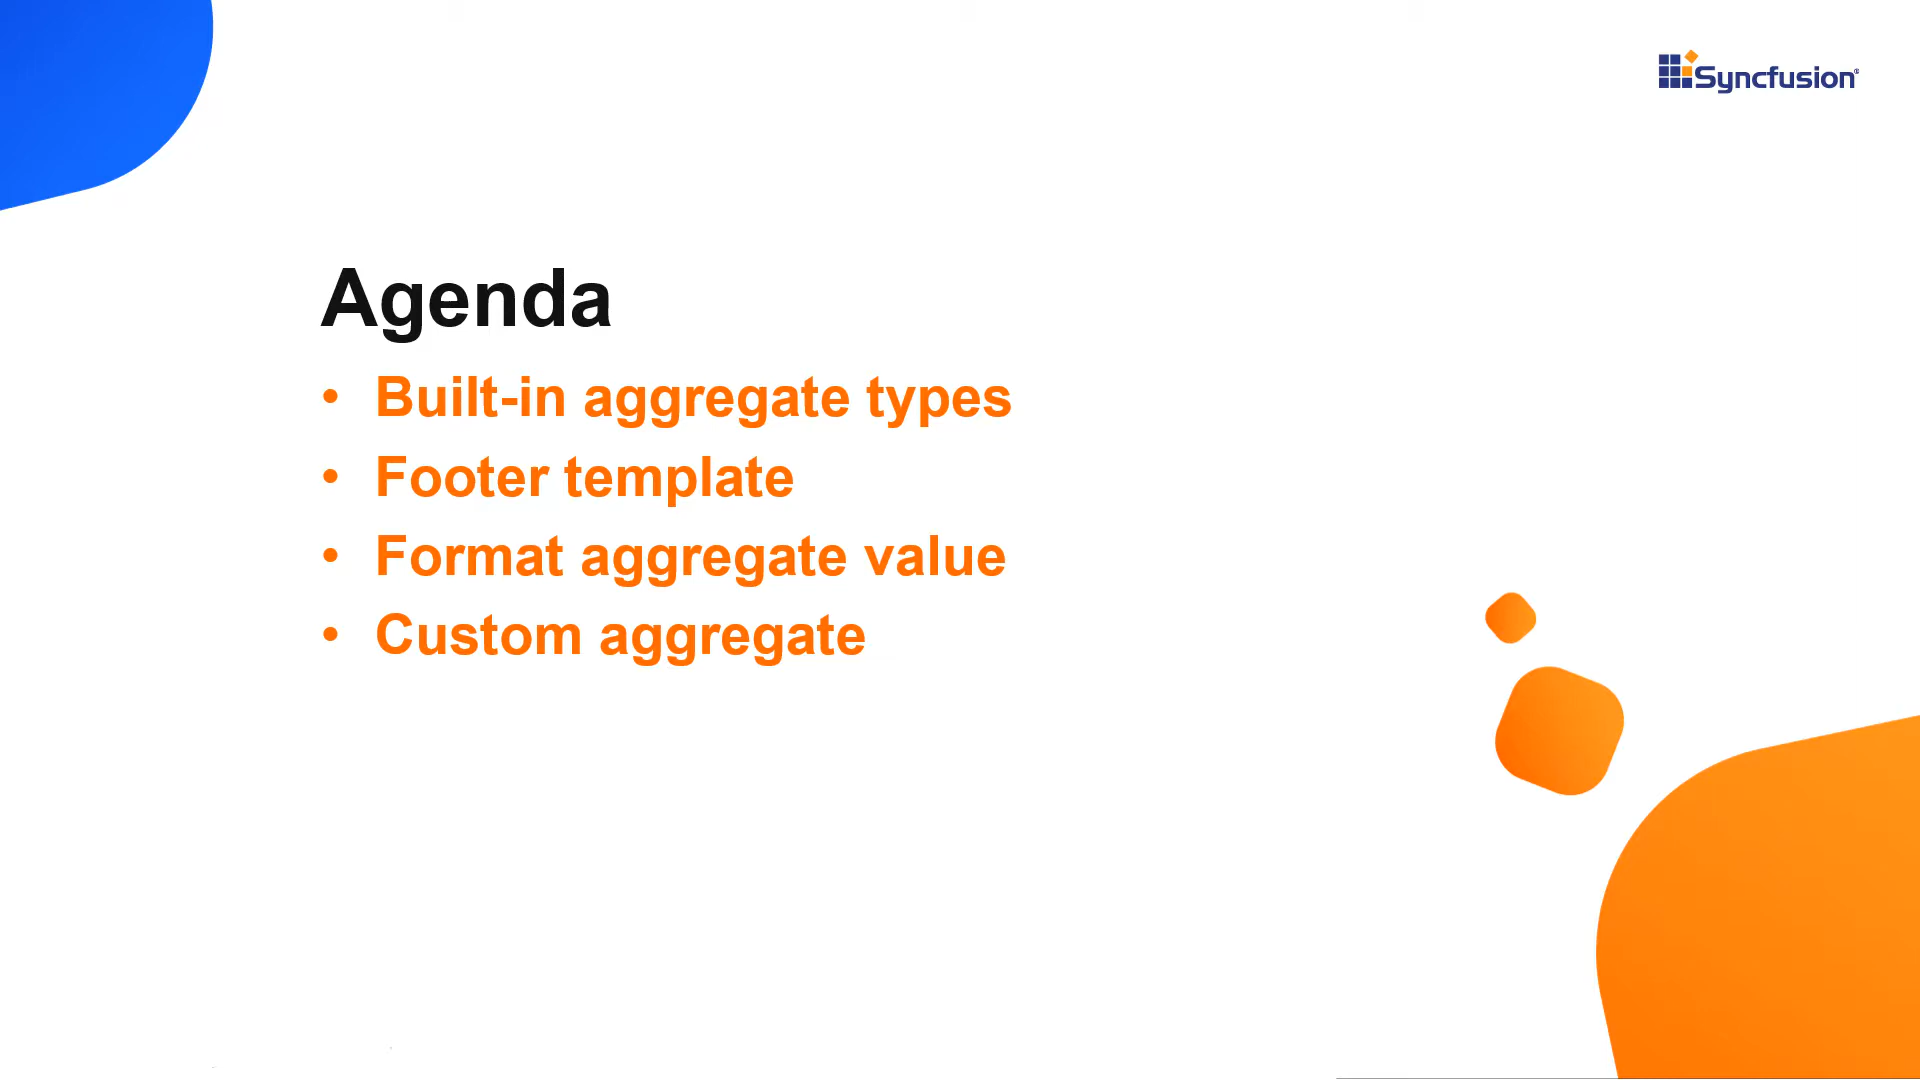 Syncfusion®
Agenda
• Built-in aggregate types
• Footer template
• Format aggregate value
• Custom aggregate